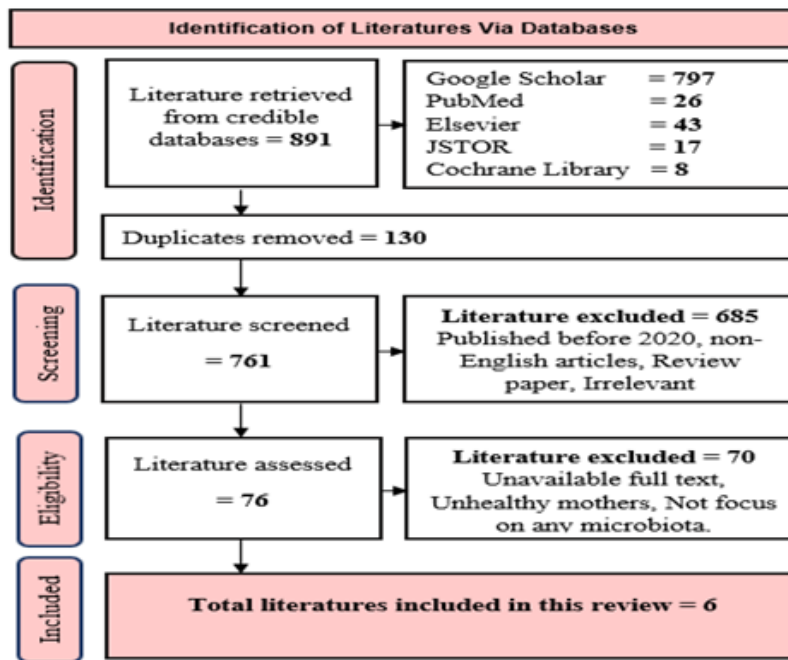 Identification of Literatures Via Databases
Identification
Literature retrieved
from credible
databases = 891
Google Scholar = 797
PubMed = 26
Elsevier = 43
JSTOR = 17
Cochrane Library = 8
Duplicates removed = 130
Screening
Literature screened
= 761
Literature excluded = 685
Published before 2020, non-
English articles, Review
paper, Irrelevant
Eligibility
Literature assessed
= 76
Literature excluded = 70
Unavailable full text,
Unhealthy mothers, Not focus
on any microbiota.
Included
Total literatures included in this review = 6